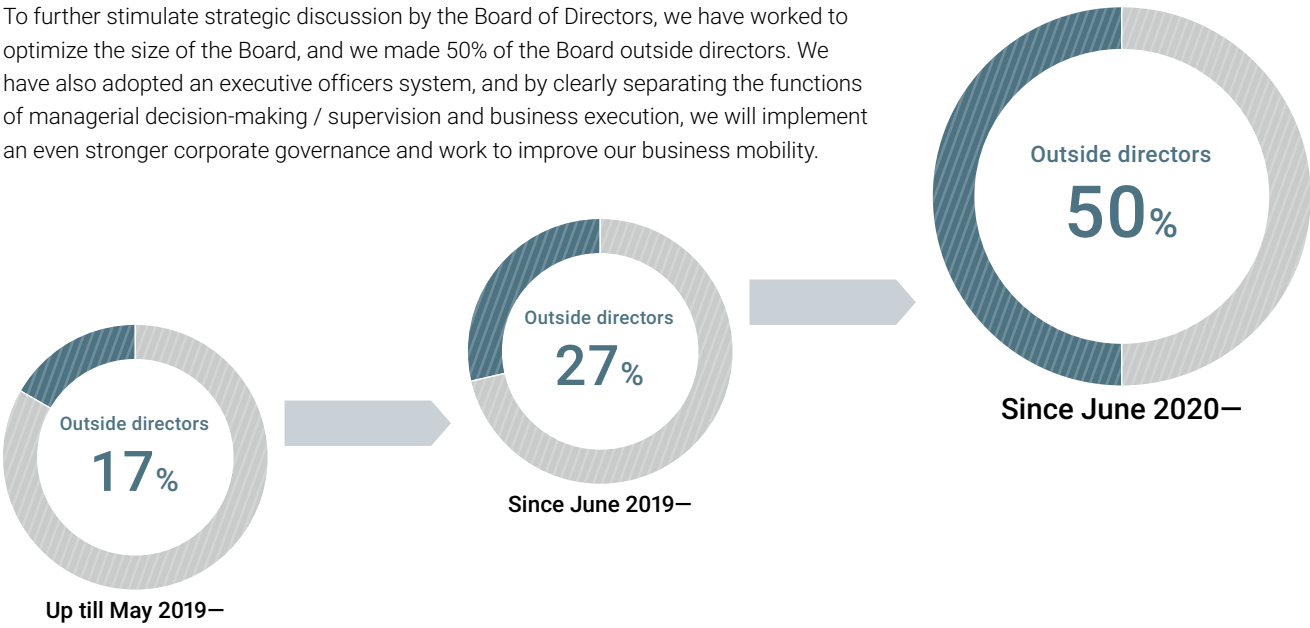 To further stimulate strategic discussion by the Board of Directors, we have worked to
optimize the size of the Board, and we made 50% of the Board outside directors. We
have also adopted an executive officers system, and by clearly separating the functions
of managerial decision-making / supervision and business execution, we will implement
an even stronger corporate governance and work to improve our business mobility.
Outside directors
17%
Up till May 2019—
Outside directors
27%
Since June 2019—
Outside directors
50%
Since June 2020—